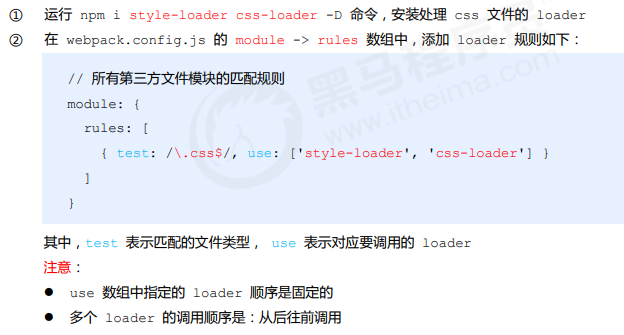 ① 运行 npm i style-loader css-loader -D 命令，安装处理 css 文件的 loader
② 在 webpack.config.js 的 module -> rules 数组中，添加 loader 规则如下：
// 所有第三方文件模块的匹配规则
module: {
rules: [
{ test: /\.css$/, use: ['style-loader', 'css-loader'] }
]
}
其中，test 表示匹配的文件类型， use 表示对应要调用的 loader
注意：
● use 数组中指定的 loader 顺序是固定的
● 多个 loader 的调用顺序是：从后往前调用
黑马程序员
www.itheima.com